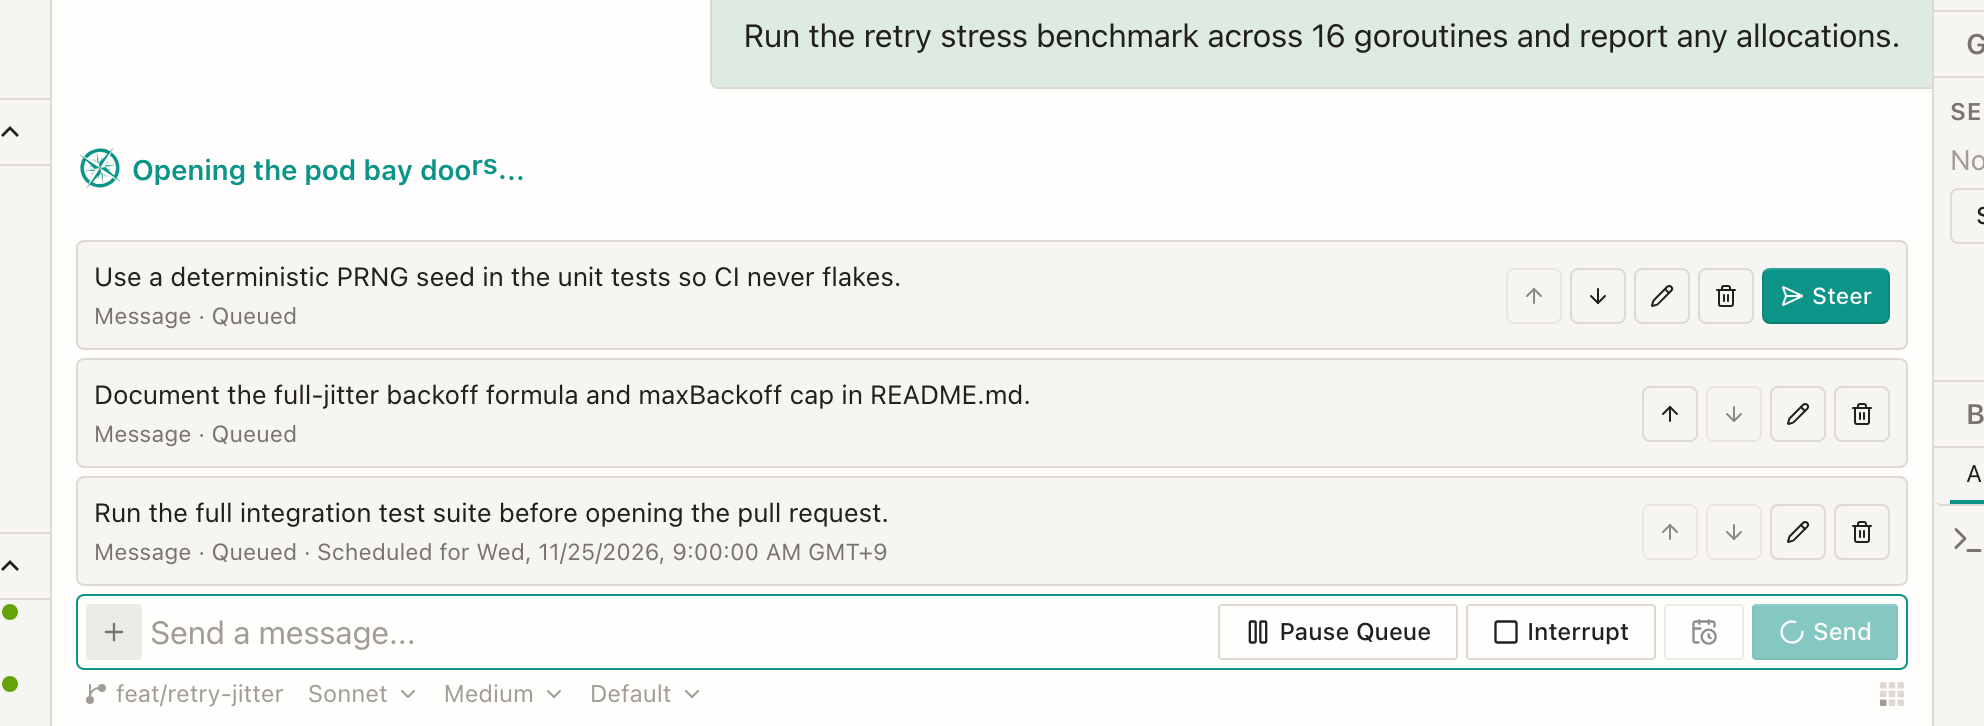 Run the retry stress benchmark across 16 goroutines and report any allocations.
Opening the pod bay doors...
Use a deterministic PRNG seed in the unit tests so CI never flakes.
Message · Queued
Steer
Document the full-jitter backoff formula and maxBackoff cap in README.md.
Message · Queued
Run the full integration test suite before opening the pull request.
Message · Queued · Scheduled for Wed, 11/25/2026, 9:00:00 AM GMT+9
Send a message...
Pause Queue
Interrupt
Send
feat/retry-jitter
Sonnet
Medium
Default